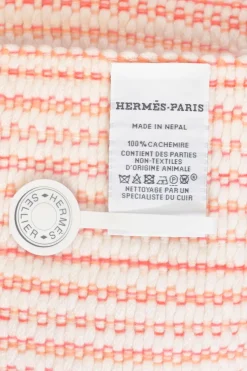 HERMÈS-PARIS
MADE IN NEPAL
100% CACHEMIRE
CONTIENT DES PARTIES
NON-TEXTILES
D'ORIGINE ANIMALE
NETTOYAGE PAR UN
SPECIALISTE DU CUIR
HERMÈS
SELLIER